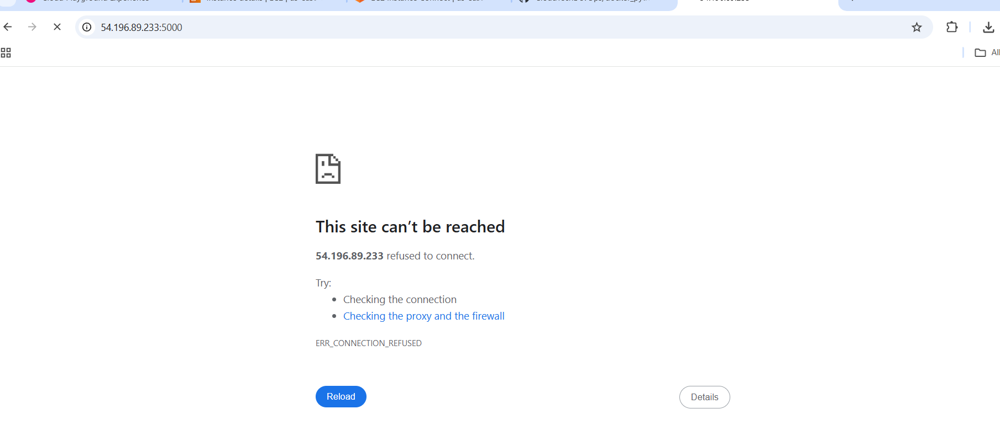 54.196.89.233:5000
All
This site can’t be reached
54.196.89.233 refused to connect.
Try:
Checking the connection
Checking the proxy and the firewall
ERR_CONNECTION_REFUSED
Reload
Details